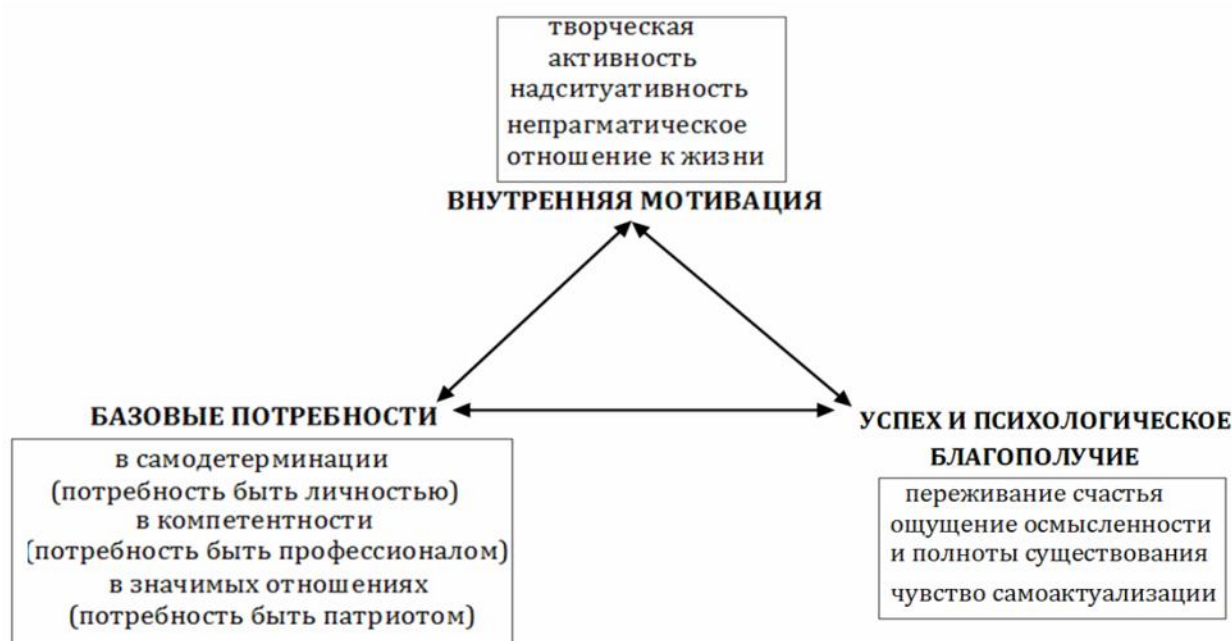 творческая
активность
надситуативность
непрагматическое
отношение к жизни
ВНУТРЕННЯЯ МОТИВАЦИЯ
БАЗОВЫЕ ПОТРЕБНОСТИ
в самодетерминации
(потребность быть личностью)
в компетентности
(потребность быть профессионалом)
в значимых отношениях
(потребность быть патриотом)
УСПЕХ И ПСИХОЛОГИЧЕСКОЕ
БЛАГОПОЛУЧИЕ
переживание счастья
ощущение осмысленности
и полноты существования
чувство самоактуализации